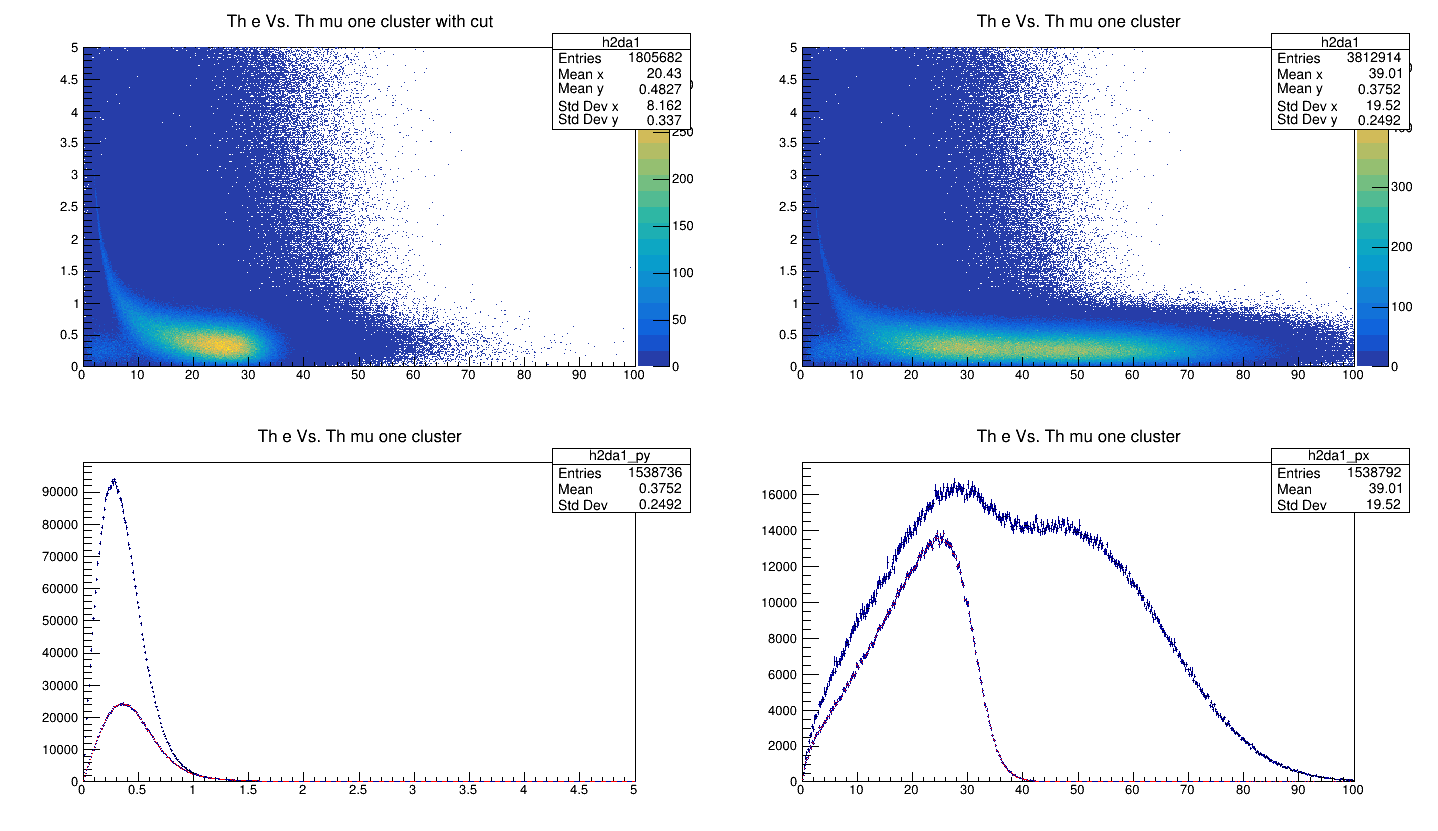 Th e Vs. Th mu one cluster with cut
h2da1
Entries 1805682
Mean x 20.43
Mean y 0.4827
Std Dev x 8.162
Std Dev y 0.337
5
4.5
4
3.5
3
2.5
2
1.5
1
0.5
0
0 10 20 30 40 50 60 70 80 90 100
250
200
150
100
50
0
Th e Vs. Th mu one cluster
h2da1
Entries 3812914
Mean x 39.01
Mean y 0.3752
Std Dev x 19.52
Std Dev y 0.2492
5
4.5
4
3.5
3
2.5
2
1.5
1
0.5
0
0 10 20 30 40 50 60 70 80 90 100
300
200
100
0
Th e Vs. Th mu one cluster
h2da1_py
Entries 1538736
Mean 0.3752
Std Dev 0.2492
90000
80000
70000
60000
50000
40000
30000
20000
10000
0
0 0.5 1 1.5 2 2.5 3 3.5 4 4.5 5
Th e Vs. Th mu one cluster
h2da1_px
Entries 1538792
Mean 39.01
Std Dev 19.52
16000
14000
12000
10000
8000
6000
4000
2000
0
0 10 20 30 40 50 60 70 80 90 100